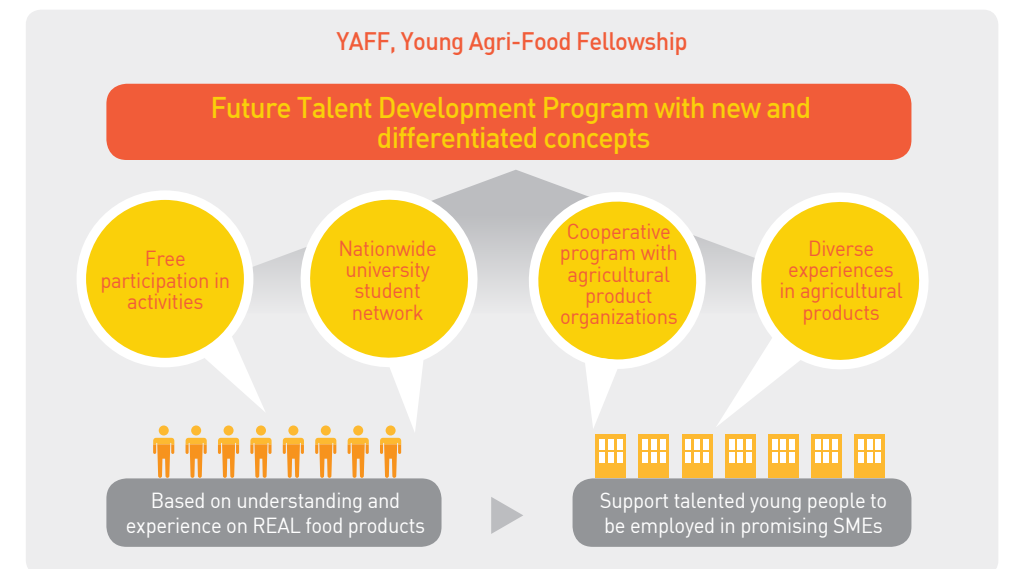 YAFF, Young Agri-Food Fellowship
Future Talent Development Program with new and
differentiated concepts
Free
participation in
activities
Nationwide
university
student
network
Cooperative
program with
agricultural
product
organizations
Diverse
experiences
in agricultural
products
Based on understanding and
experience on REAL food products
Support talented young people to
be employed in promising SMEs